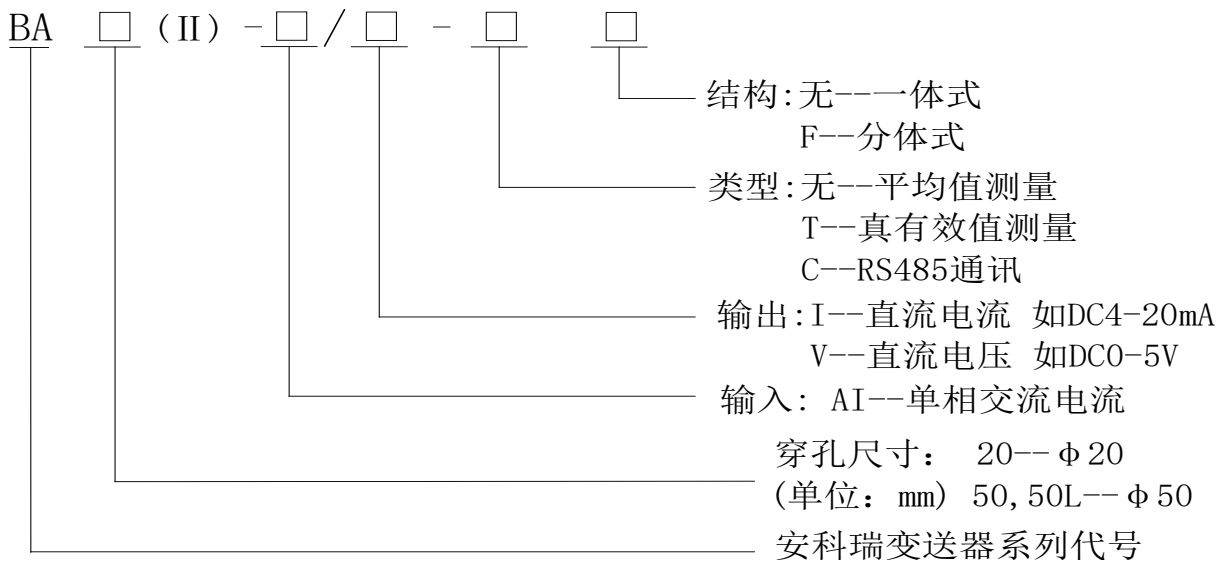 BA □ (II) -□/□ - □ □
结构:无--一体式
F--分体式
类型:无--平均值测量
T--真有效值测量
C--RS485通讯
输出:I--直流电流 如DC4-20mA
V--直流电压 如DC0-5V
输入: AI--单相交流电流
穿孔尺寸: 20--φ20
(单位: mm) 50,50L--φ50
安科瑞变送器系列代号